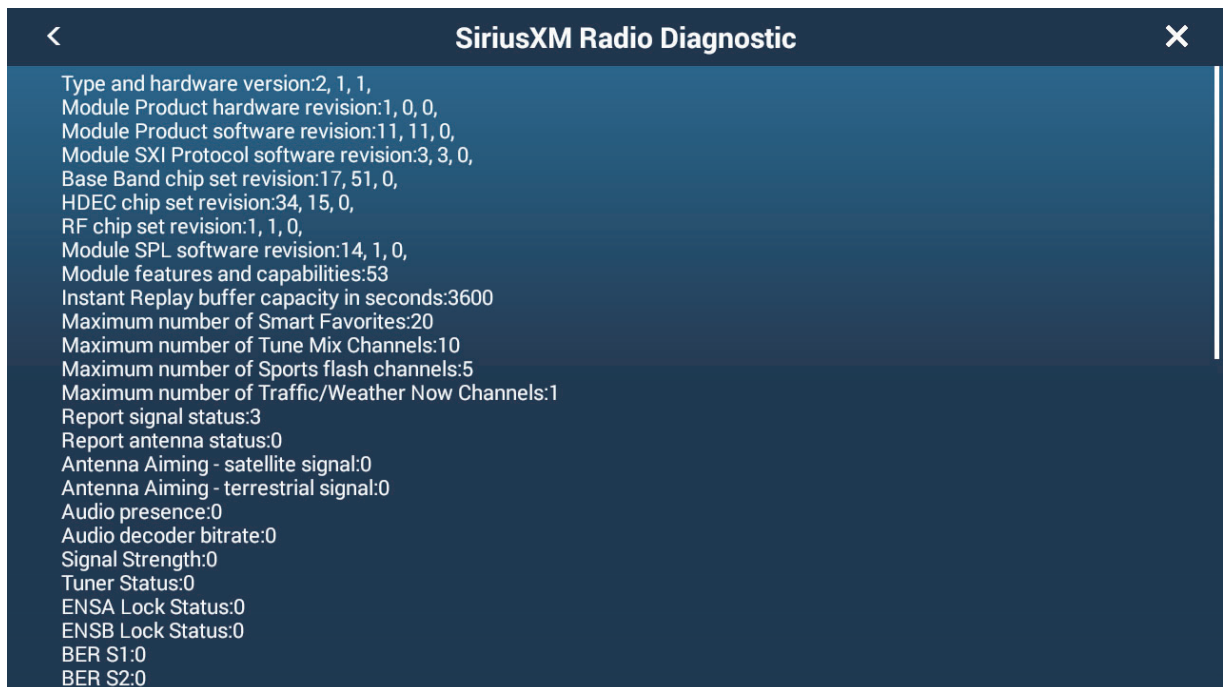 SiriusXM Radio Diagnostic
Type and hardware version:2, 1, 1,
Module Product hardware revision:1, 0, 0,
Module Product software revision:11, 11, 0,
Module SXI Protocol software revision:3, 3, 0,
Base Band chip set revision:17, 51, 0,
HDEC chip set revision:34, 15, 0,
RF chip set revision:1, 1, 0,
Module SPL software revision:14, 1, 0,
Module features and capabilities:53
Instant Replay buffer capacity in seconds:3600
Maximum number of Smart Favorites:20
Maximum number of Tune Mix Channels:10
Maximum number of Sports flash channels:5
Maximum number of Traffic/Weather Now Channels:1
Report signal status:3
Report antenna status:0
Antenna Aiming - satellite signal:0
Antenna Aiming - terrestrial signal:0
Audio presence:0
Audio decoder bitrate:0
Signal Strength:0
Tuner Status:0
ENSA Lock Status:0
ENSB Lock Status:0
BER S1:0
BER S2:0